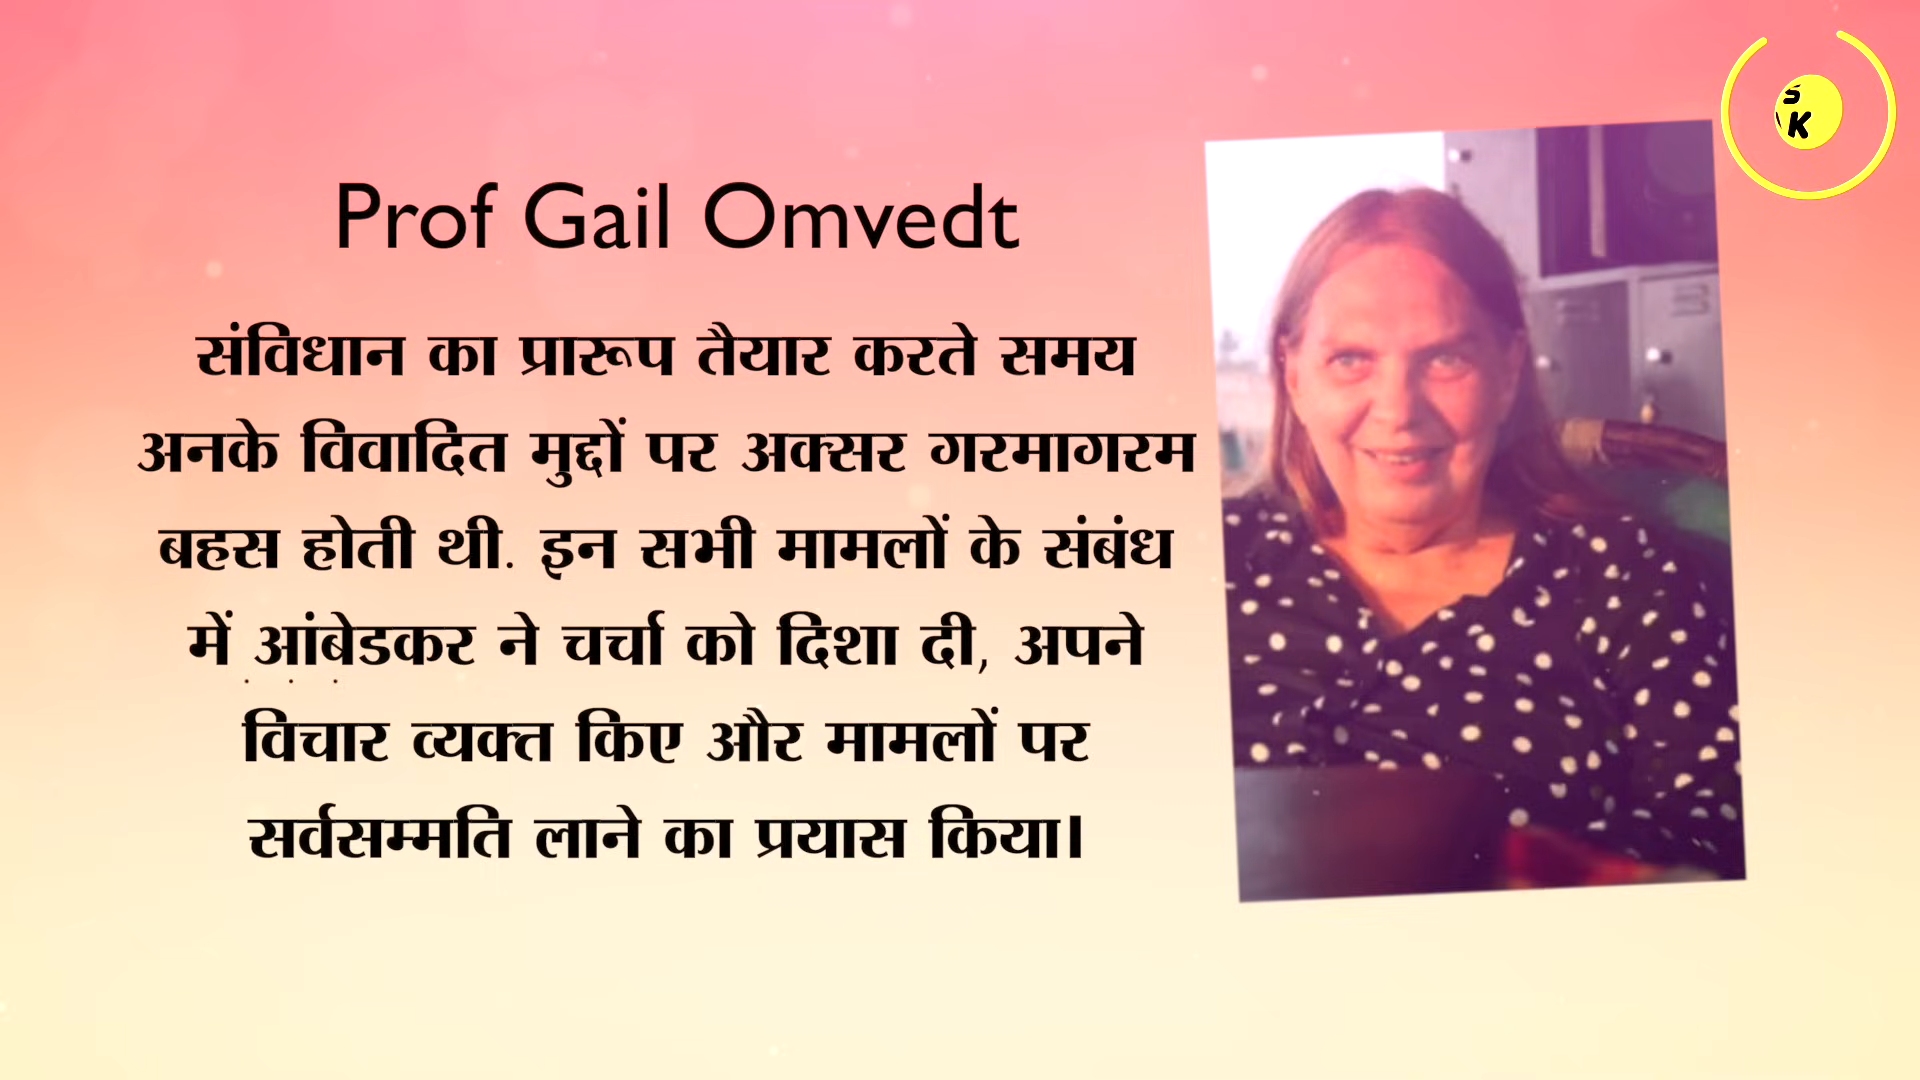 S
K
Prof Gail Omvedt
संविधान का प्रारूप तैयार करते समय
अनके विवादित मुद्दों पर अक्सर गरमागरम
बहस होती थी. इन सभी मामलों के संबंध
में आंबेडकर ने चर्चा को दिशा दी, अपने
विचार व्यक्त किए और मामलों पर
सर्वसम्मति लाने का प्रयास किया।